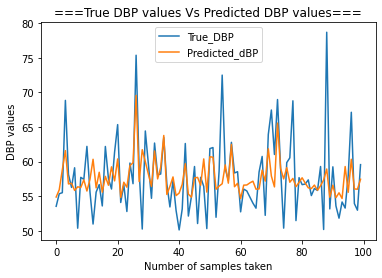 ===True DBP values Vs Predicted DBP values===
True_DBP
Predicted_dBP
DBP values
80
75
70
65
60
55
50
0
20
40
60
80
100
Number of samples taken